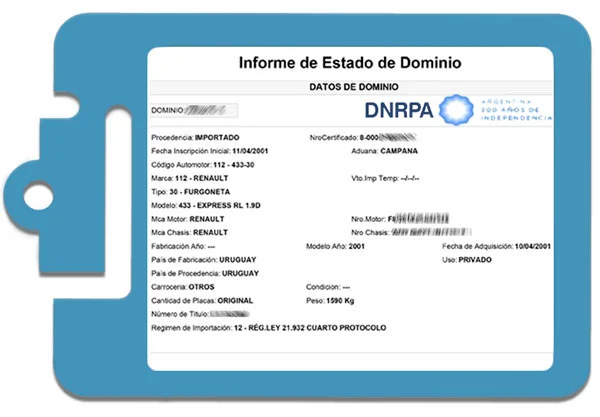 Informe de Estado de Dominio
DATOS DE DOMINIO
DOMINIO:
DNRPA
ARGENTINA
200 AÑOS DE
INDEPENDENCIA
Procedencia: IMPORTADO NroCertificado: 8-000
Fecha Inscripción Inicial: 11/04/2001 Aduana: CAMPANA
Código Automotor: 112 - 433-30
Marca: 112 - RENAULT Vto.Imp Temp: --/--/--
Tipo: 30 - FURGONETA
Modelo: 433 - EXPRESS RL 1.9D
Mca Motor: RENAULT Nro.Motor: F8
Mca Chasis: RENAULT Nro Chasis:
Fabricación Año: --- Modelo Año: 2001 Fecha de Adquisición: 10/04/2001
País de Fabricación: URUGUAY Uso: PRIVADO
País de Procedencia: URUGUAY
Carroceria: OTROS Condicion: ---
Cantidad de Placas: ORIGINAL Peso: 1590 Kg
Número de Titulo:
Regimen de Importación: 12 - RÉG.LEY 21.932 CUARTO PROTOCOLO